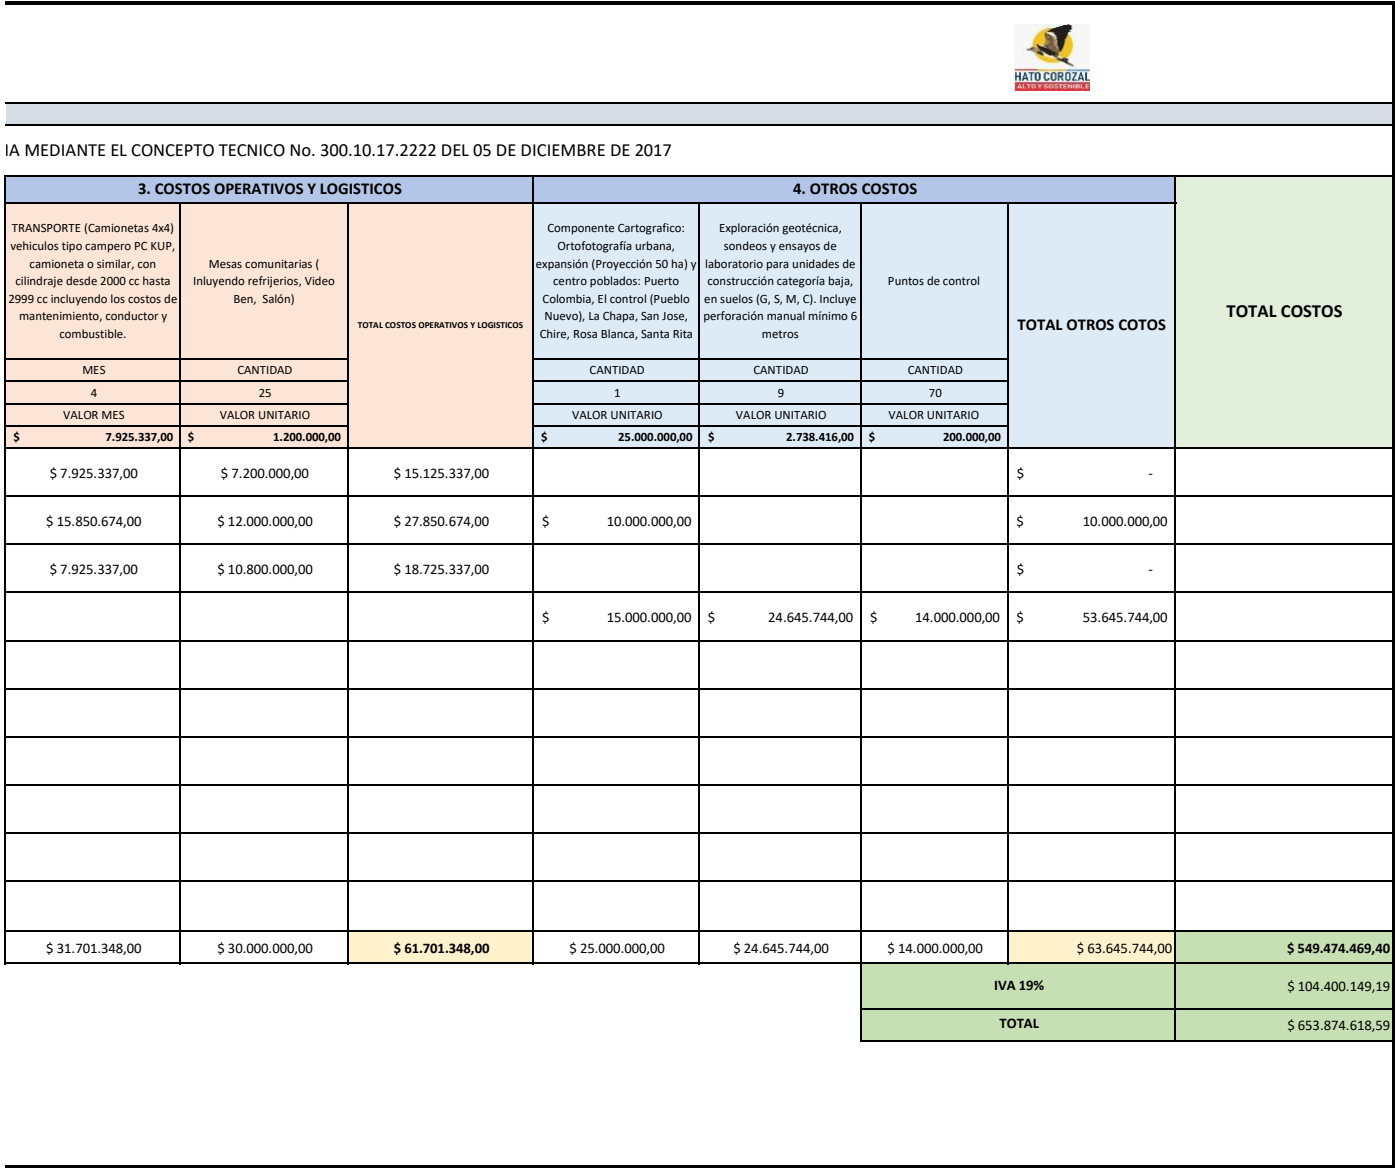 HATO COROZAL
ALTO Y SOSTENIBLE
IA MEDIANTE EL CONCEPTO TECNICO No. 300.10.17.2222 DEL 05 DE DICIEMBRE DE 2017
3. COSTOS OPERATIVOS Y LOGISTICOS
4. OTROS COSTOS
TRANSPORTE (Camionetas 4x4)
vehiculos tipo campero PC KUP,
camioneta o similar, con
cilindraje desde 2000 cc hasta
2999 cc incluyendo los costos de
mantenimiento, conductor y
combustible.
Mesas comunitarias (
Inluyendo refrijerios, Video
Ben, Salón)
TOTAL COSTOS OPERATIVOS Y LOGISTICOS
Componente Cartografico:
Ortofotografía urbana,
expansión (Proyección 50 ha) y
centro poblados: Puerto
Colombia, El control (Pueblo
Nuevo), La Chapa, San Jose,
Chire, Rosa Blanca, Santa Rita
Exploración geotécnica,
sondeos y ensayos de
laboratorio para unidades de
construcción categoría baja,
en suelos (G, S, M, C). Incluye
perforación manual mínimo 6
metros
Puntos de control
TOTAL OTROS COTOS
TOTAL COSTOS
MES CANTIDAD CANTIDAD CANTIDAD CANTIDAD
4 25 1 9 70
VALOR MES VALOR UNITARIO VALOR UNITARIO VALOR UNITARIO VALOR UNITARIO
$ 7.925.337,00 $ 1.200.000,00 $ 25.000.000,00 $ 2.738.416,00 $ 200.000,00
$ 7.925.337,00 $ 7.200.000,00 $ 15.125.337,00 $ -
$ 15.850.674,00 $ 12.000.000,00 $ 27.850.674,00 $ 10.000.000,00 $ 10.000.000,00
$ 7.925.337,00 $ 10.800.000,00 $ 18.725.337,00 $ -
$ 15.000.000,00 $ 24.645.744,00 $ 14.000.000,00 $ 53.645.744,00
$ 31.701.348,00 $ 30.000.000,00 $ 61.701.348,00 $ 25.000.000,00 $ 24.645.744,00 $ 14.000.000,00 $ 63.645.744,00 $ 549.474.469,40
IVA 19% $ 104.400.149,19
TOTAL $ 653.874.618,59